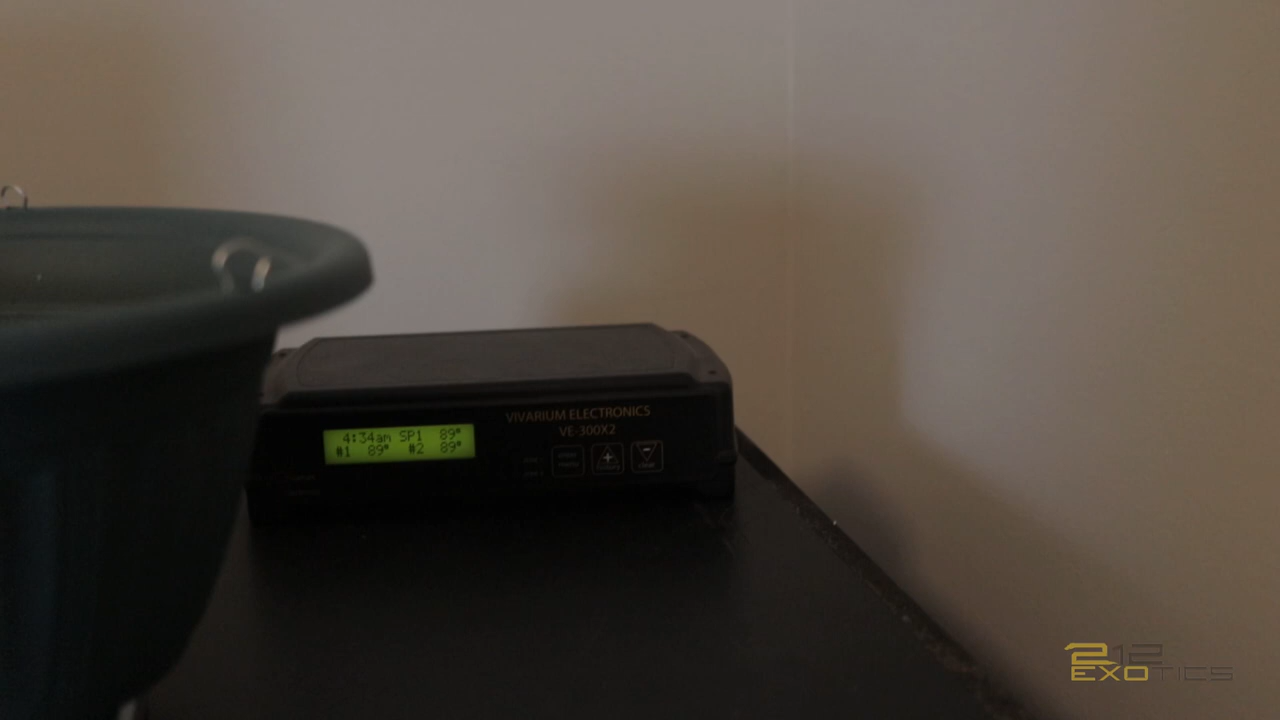 VIVARIUM ELECTRONICS
VE-300X2
4:34am SP1 89°
#1 89° #2 89°
212
EXOTICS